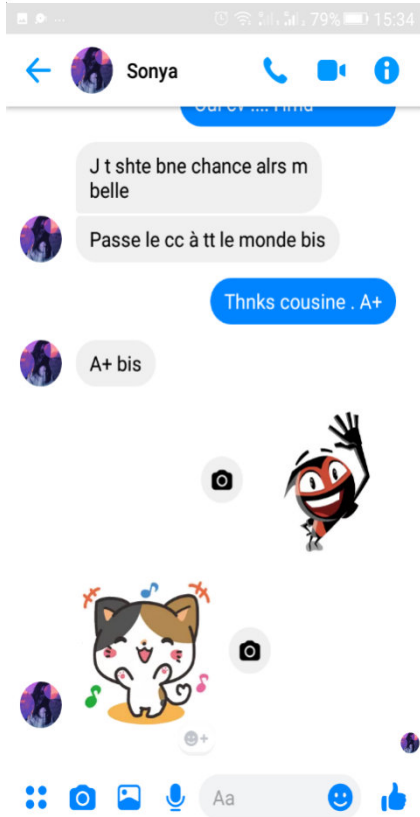 79% 15:34
Sonya
J t shte bne chance alrs m
belle
Passe le cc à tt le monde bis
Thnks cousine . A+
A+ bis
Aa